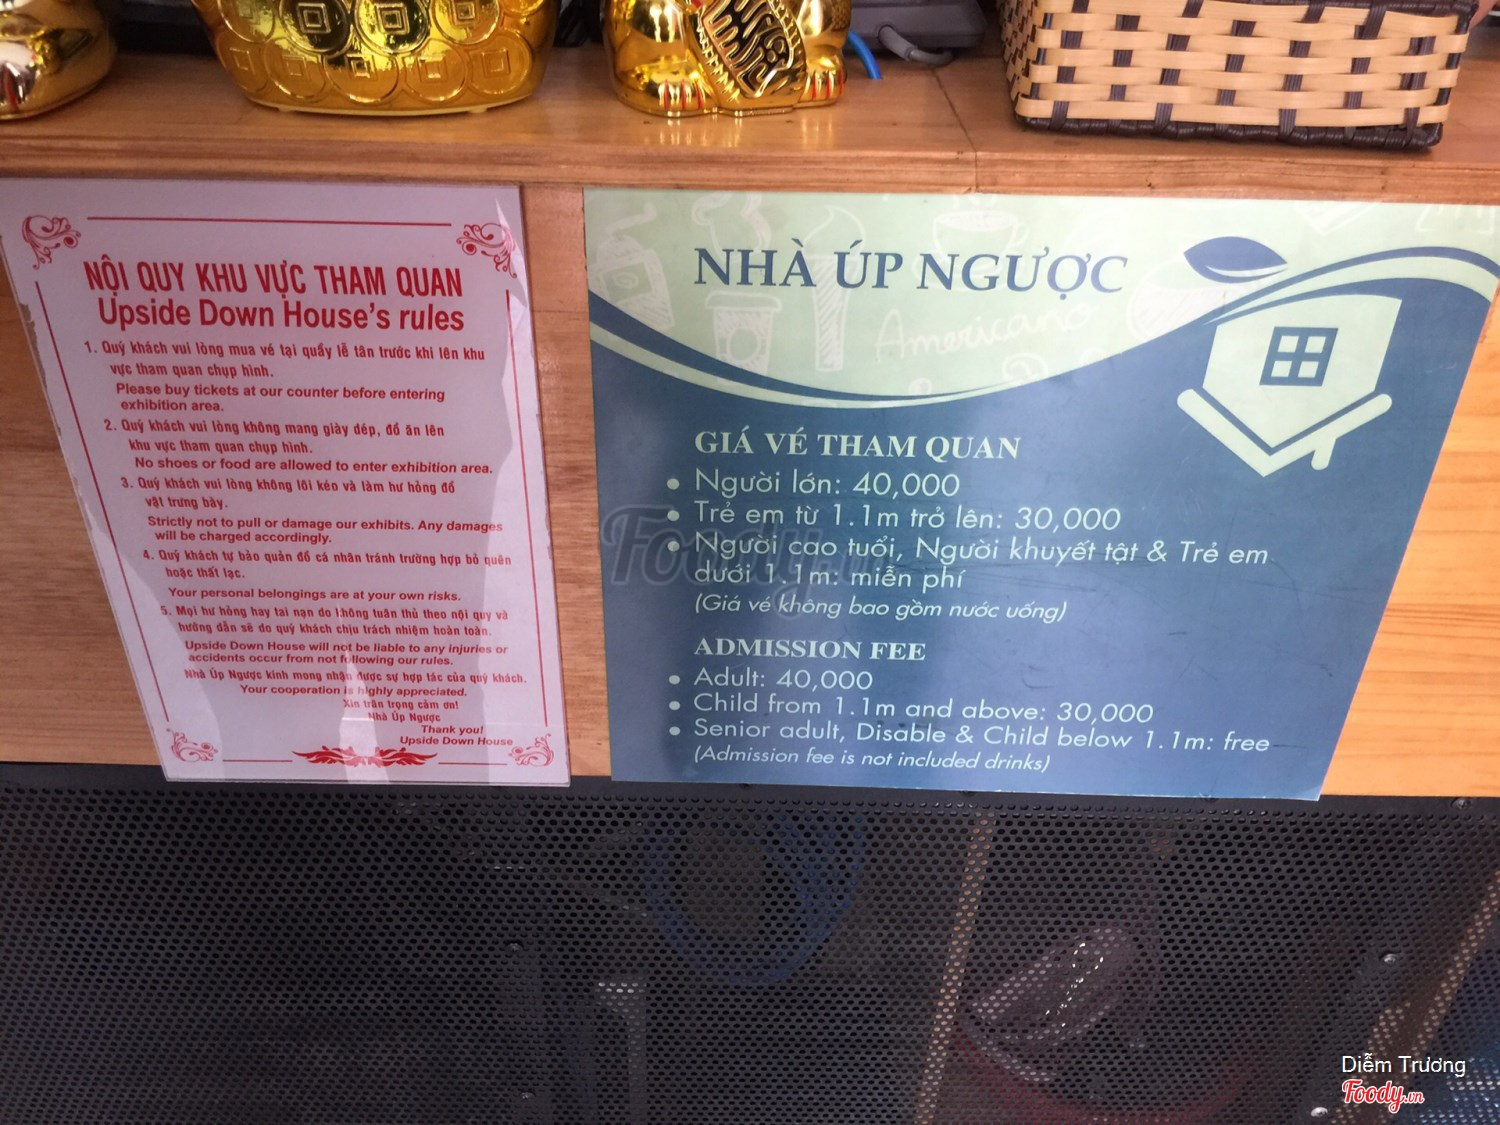 NỘI QUY KHU VỰC THAM QUAN
Upside Down House's rules
1. Quý khách vui lòng mua vé tại quầy lễ tân trước khi lên khu
vực tham quan chụp hình.
Please buy tickets at our counter before entering
exhibition area.
2. Quý khách vui lòng không mang giày dép, đồ ăn lên
khu vực tham quan chụp hình.
No shoes or food are allowed to enter exhibition area.
3. Quý khách vui lòng không lôi kéo và làm hư hỏng đồ
vật trưng bày.
Strictly not to pull or damage our exhibits. Any damages
will be charged accordingly.
4. Quý khách tự bảo quản đồ cá nhân tránh trường hợp bỏ quên
hoặc thất lạc.
Your personal belongings are at your own risks.
5. Mọi hư hỏng hay tai nạn do không tuân thủ theo nội quy và
hướng dẫn sẽ do quý khách chịu trách nhiệm hoàn toàn.
Upside Down House will not be liable to any injuries or
accidents occur from not following our rules.
Nhà Úp Ngược kính mong nhận được sự hợp tác của quý khách.
Your cooperation is highly appreciated.
Xin trân trọng cảm ơn!
Nhà Úp Ngược
Thank you!
Upside Down House
NHÀ ÚP NGƯỢC
Americano
GIÁ VÉ THAM QUAN
• Người lớn: 40,000
• Trẻ em từ 1.1m trở lên: 30,000
• Người cao tuổi, Người khuyết tật & Trẻ em
dưới 1.1m: miễn phí
(Giá vé không bao gồm nước uống)
ADMISSION FEE
• Adult: 40,000
• Child from 1.1m and above: 30,000
• Senior adult, Disable & Child below 1.1m: free
(Admission fee is not included drinks)
Foody.vn
Diễm Trương
Foody.vn